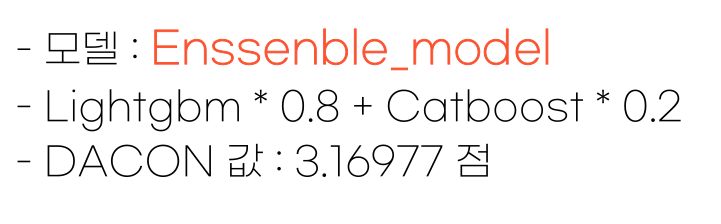 - 모델 : Enssenble_model
- Lightgbm * 0.8 + Catboost * 0.2
- DACON 값 : 3.16977 점